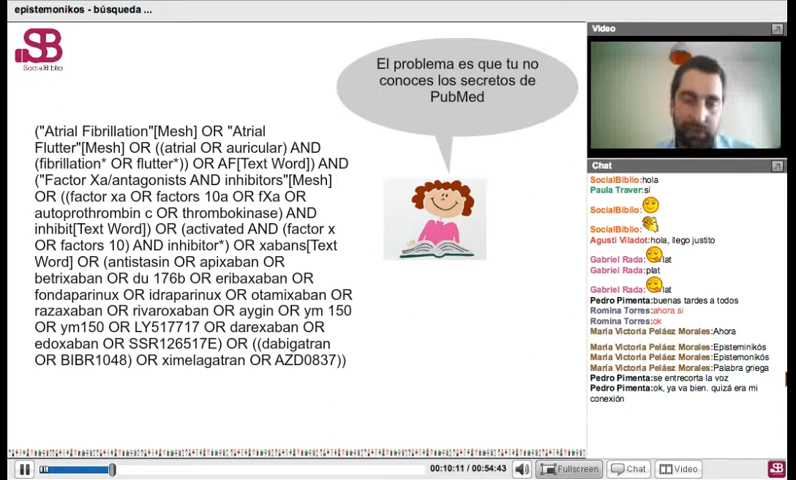 epistemonikos - búsqueda ...
SB
SocialBiblio
El problema es que tu no
conoces los secretos de
PubMed
("Atrial Fibrillation"[Mesh] OR "Atrial
Flutter"[Mesh] OR ((atrial OR auricular) AND
(fibrillation* OR flutter*)) OR AF[Text Word]) AND
("Factor Xa/antagonists AND inhibitors"[Mesh]
OR ((factor xa OR factors 10a OR fXa OR
autoprothrombin c OR thrombokinase) AND
inhibit[Text Word]) OR (activated AND (factor x
OR factors 10) AND inhibitor*) OR xabans[Text
Word] OR (antistasin OR apixaban OR
betrixaban OR du 176b OR eribaxaban OR
fondaparinux OR idraparinux OR otamixaban OR
razaxaban OR rivaroxaban OR aygin OR ym 150
OR ym150 OR LY517717 OR darexaban OR
edoxaban OR SSR126517E) OR ((dabigatran
OR BIBR1048) OR ximelagatran OR AZD0837))
Video
Chat
SocialBiblio:hola
Paula Traver:si
SocialBiblio:
SocialBiblio:
Agustí Viladot:hola, llego justito
Gabriel Rada: lat
Gabriel Rada:plat
Gabriel Rada: lat
Pedro Pimenta:buenas tardes a todos
Romina Torres:ahora si
Romina Torres:ok
María Victoria Peláez Morales:Ahora
María Victoria Peláez Morales:Episteminikós
María Victoria Peláez Morales:Epistemonikós
María Victoria Peláez Morales:Palabra griega
Pedro Pimenta:se entrecorta la voz
Pedro Pimenta:ok, ya va bien. quizá era mi
conexión
00:10:11 / 00:54:43
Fullscreen
Chat
Video
SB